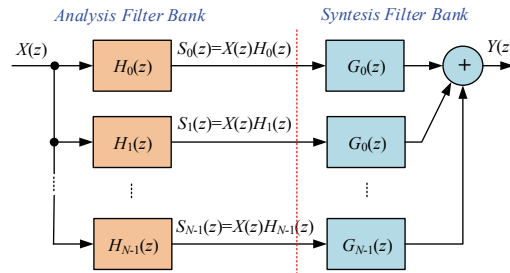 Analysis Filter Bank
Syntesis Filter Bank
X(z)
H0(z)
S0(z)=X(z)H0(z)
G0(z)
+
Y(z
H1(z)
S1(z)=X(z)H1(z)
G0(z)
...
...
HN-1(z)
SN-1(z)=X(z)HN-1(z)
GN-1(z)